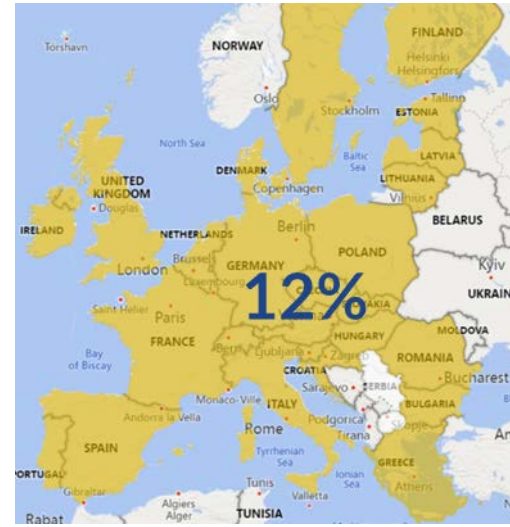 Torshavn
NORWAY
FINLAND
Helsinki
Helsingfors
Oslo
Stockholm
Tallinn
ESTONIA
North Sea
Baltic
Sea
LATVIA
DENMARK
Copenhagen
LITHUANIA
Vilnius
UNITED
KINGDOM
Douglas
BELARUS
IRELAND
NETHERLANDS
Berlin
POLAND
London
Brussels
GERMANY
Kyiv
Luxembourg
12%
UKRAIN
Saint Helier
Paris
FRANCE
Bern
Ljubljana
Zagreb
HUNGARY
MOLDOVA
Bay
of Biscay
CROATIA
ROMANIA
Monaco-Ville
Sarajevo
SERBIA
Bucharest
Andorra la Vella
ITALY
Podgorica
BULGARIA
Rome
Tirana
Skopje
SPAIN
Tyrrhenian
Sea
GREECE
PORTUGAL
Ionian
Sea
Athens
Gibraltar
Algiers
Alger
Tunis
Valletta
Rabat
TUNISIA